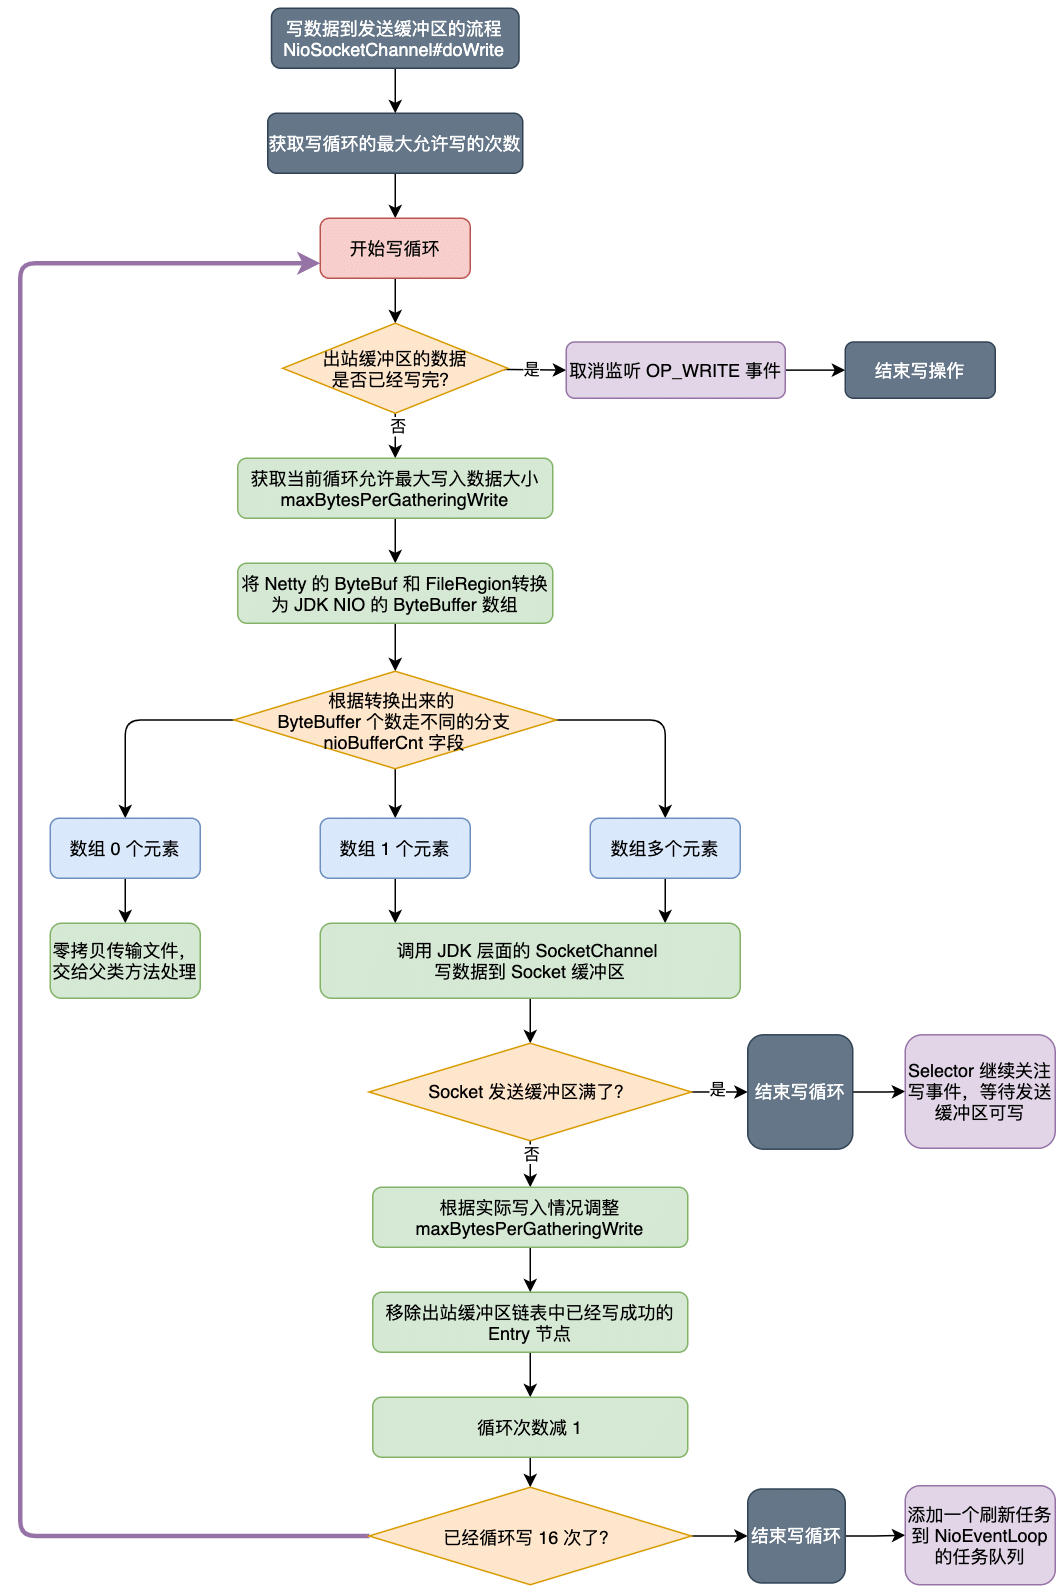 写数据到发送缓冲区的流程
NioSocketChannel#doWrite
获取写循环的最大允许写的次数
开始写循环
出站缓冲区的数据
是否已经写完?
是
取消监听 OP_WRITE 事件
结束写操作
否
获取当前循环允许最大写入数据大小
maxBytesPerGatheringWrite
将 Netty 的 ByteBuf 和 FileRegion转换
为 JDK NIO 的 ByteBuffer 数组
根据转换出来的
ByteBuffer 个数走不同的分支
nioBufferCnt 字段
数组 0 个元素
数组 1 个元素
数组多个元素
零拷贝传输文件，
交给父类方法处理
调用 JDK 层面的 SocketChannel
写数据到 Socket 缓冲区
Socket 发送缓冲区满了?
是
结束写循环
Selector 继续关注
写事件，等待发送
缓冲区可写
否
根据实际写入情况调整
maxBytesPerGatheringWrite
移除出站缓冲区链表中已经写成功的
Entry 节点
循环次数减 1
已经循环写 16 次了?
结束写循环
添加一个刷新任务
到 NioEventLoop
的任务队列